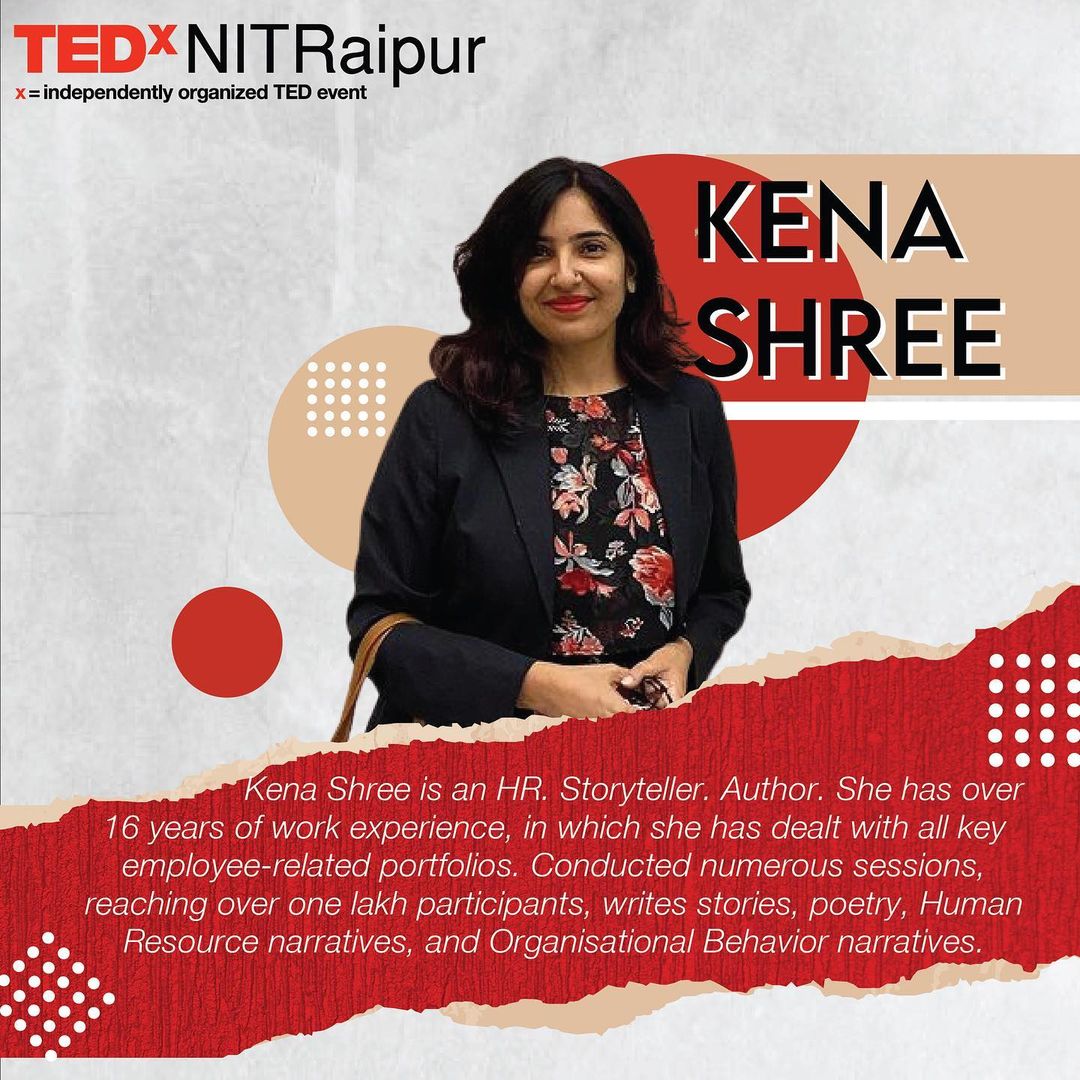 TEDx NITRaipur
x = independently organized TED event
KENA
SHREE
Kena Shree is an HR. Storyteller. Author. She has over
16 years of work experience, in which she has dealt with all key
employee-related portfolios. Conducted numerous sessions,
reaching over one lakh participants, writes stories, poetry, Human
Resource narratives, and Organisational Behavior narratives.